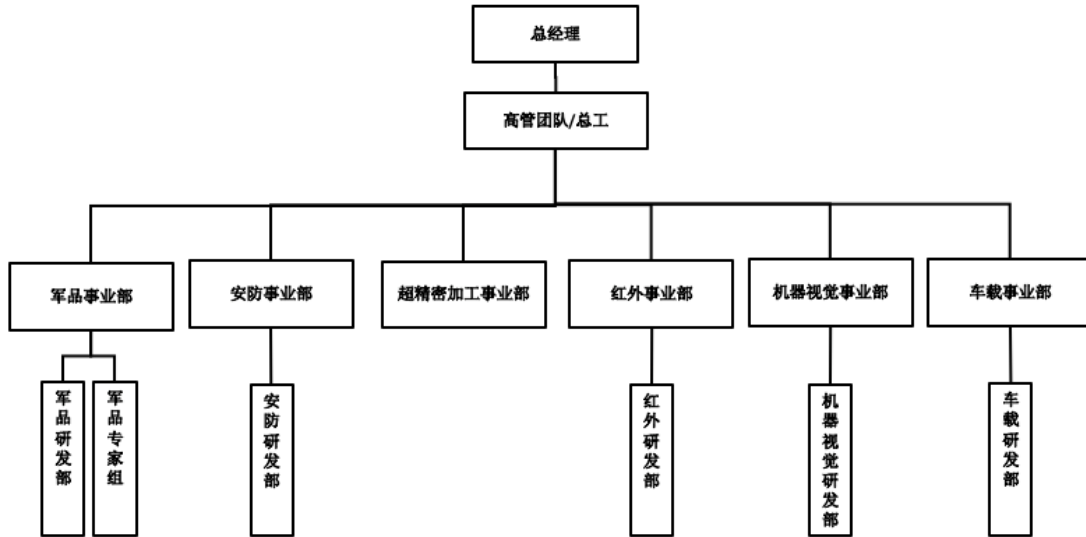 总经理
高管团队/总工
军品事业部
安防事业部
超精密加工事业部
红外事业部
机器视觉事业部
车载事业部
军品研发部
军品专家组
安防研发部
红外研发部
机器视觉研发部
车载研发部